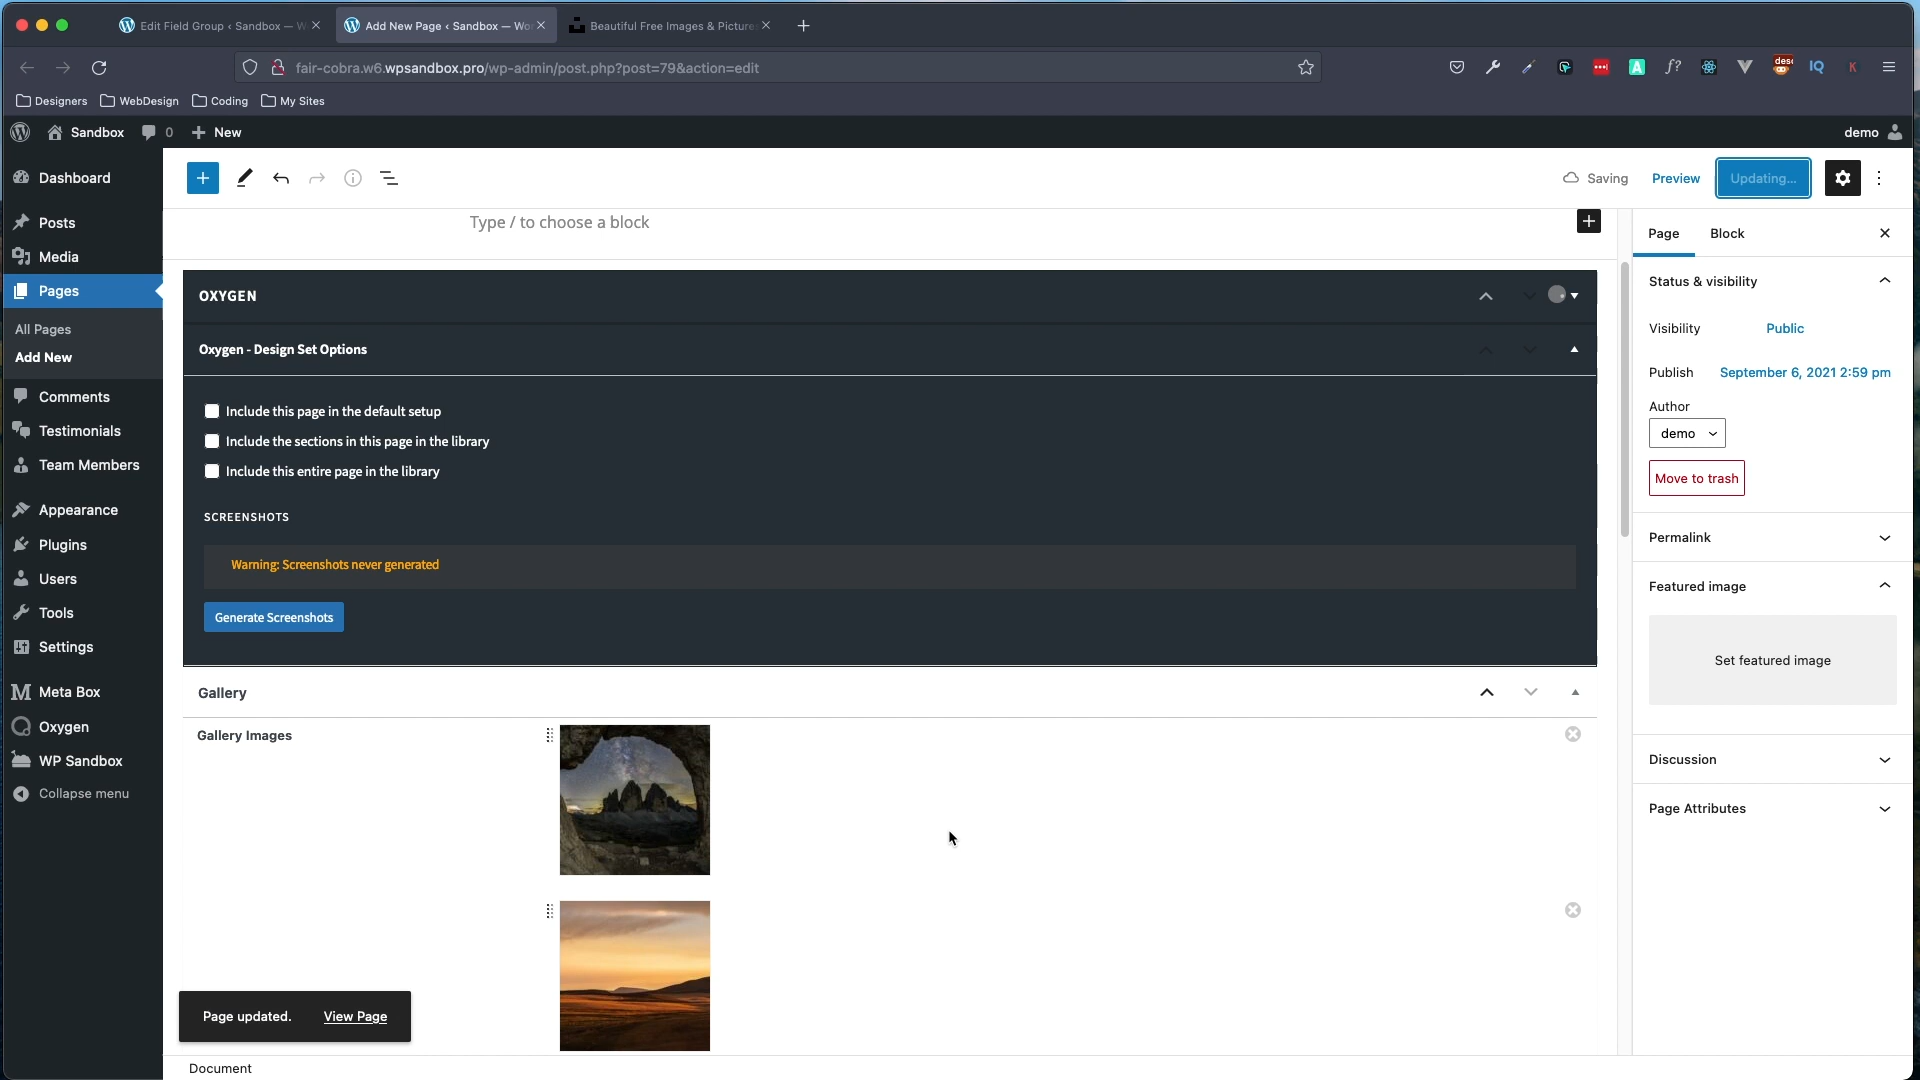 Edit Field Group ‹ Sandbox — W
Add New Page ‹ Sandbox — Wo
Beautiful Free Images & Picture
fair-cobra.w6.wpsandbox.pro/wp-admin/post.php?post=79&action=edit
Designers
WebDesign
Coding
My Sites
Sandbox
0
New
demo
Dashboard
Posts
Media
Pages
All Pages
Add New
Comments
Testimonials
Team Members
Appearance
Plugins
Users
Tools
Settings
Meta Box
Oxygen
WP Sandbox
Collapse menu
Saving
Preview
Updating...
Type / to choose a block
OXYGEN
Oxygen - Design Set Options
Include this page in the default setup
Include the sections in this page in the library
Include this entire page in the library
SCREENSHOTS
Warning: Screenshots never generated
Generate Screenshots
Gallery
Gallery Images
Page updated.
View Page
Document
Page
Block
Status & visibility
Visibility
Public
Publish
September 6, 2021 2:59 pm
Author
demo
Move to trash
Permalink
Featured image
Set featured image
Discussion
Page Attributes